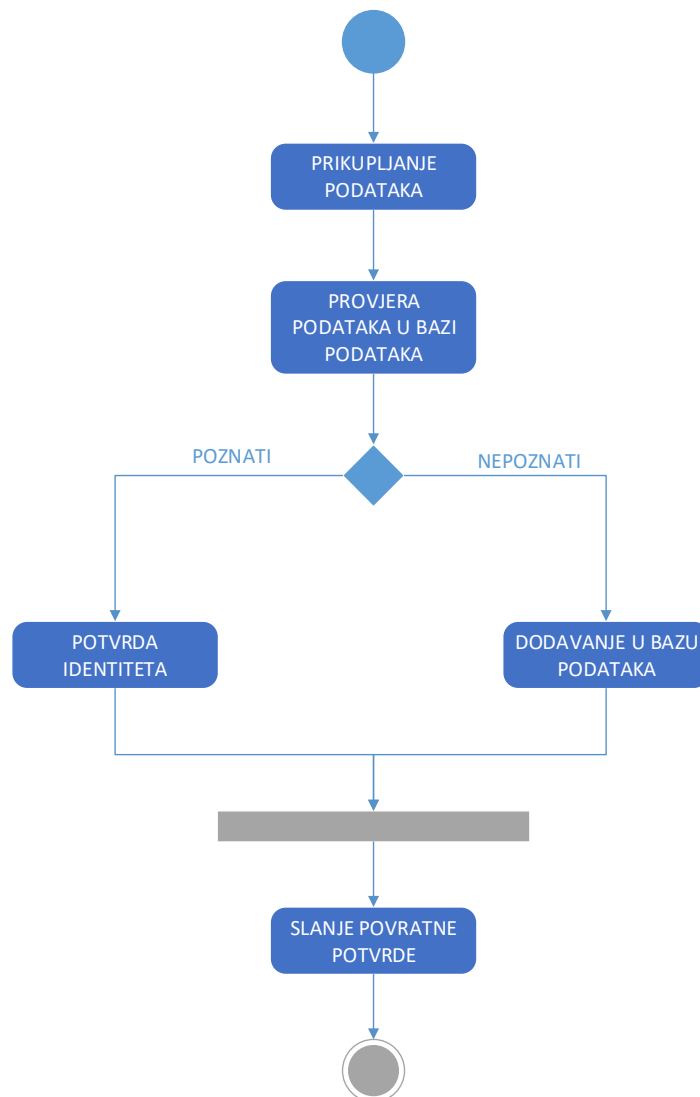 PRIKUPLJANJE
PODATAKA
PROVJERA
PODATAKA U BAZI
PODATAKA
POZNATI
NEPOZNATI
POTVRDA
IDENTITETA
DODAVANJE U BAZU
PODATAKA
SLANJE POVRATNE
POTVRDE